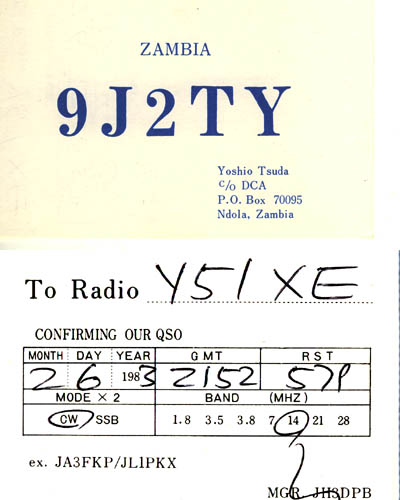 ZAMBIA
9J2TY
Yoshio Tsuda
c/o DCA
P.O. Box 70095
Ndola, Zambia
To Radio Y51XE
CONFIRMING OUR QSO
MONTH DAY YEAR GMT RST
2 6 1983 2152 579
MODE × 2 BAND (MHZ)
CW/SSB 1.8 3.5 3.8 7 14 21 28
ex. JA3FKP/JL1PKX
MGR JH8DPB